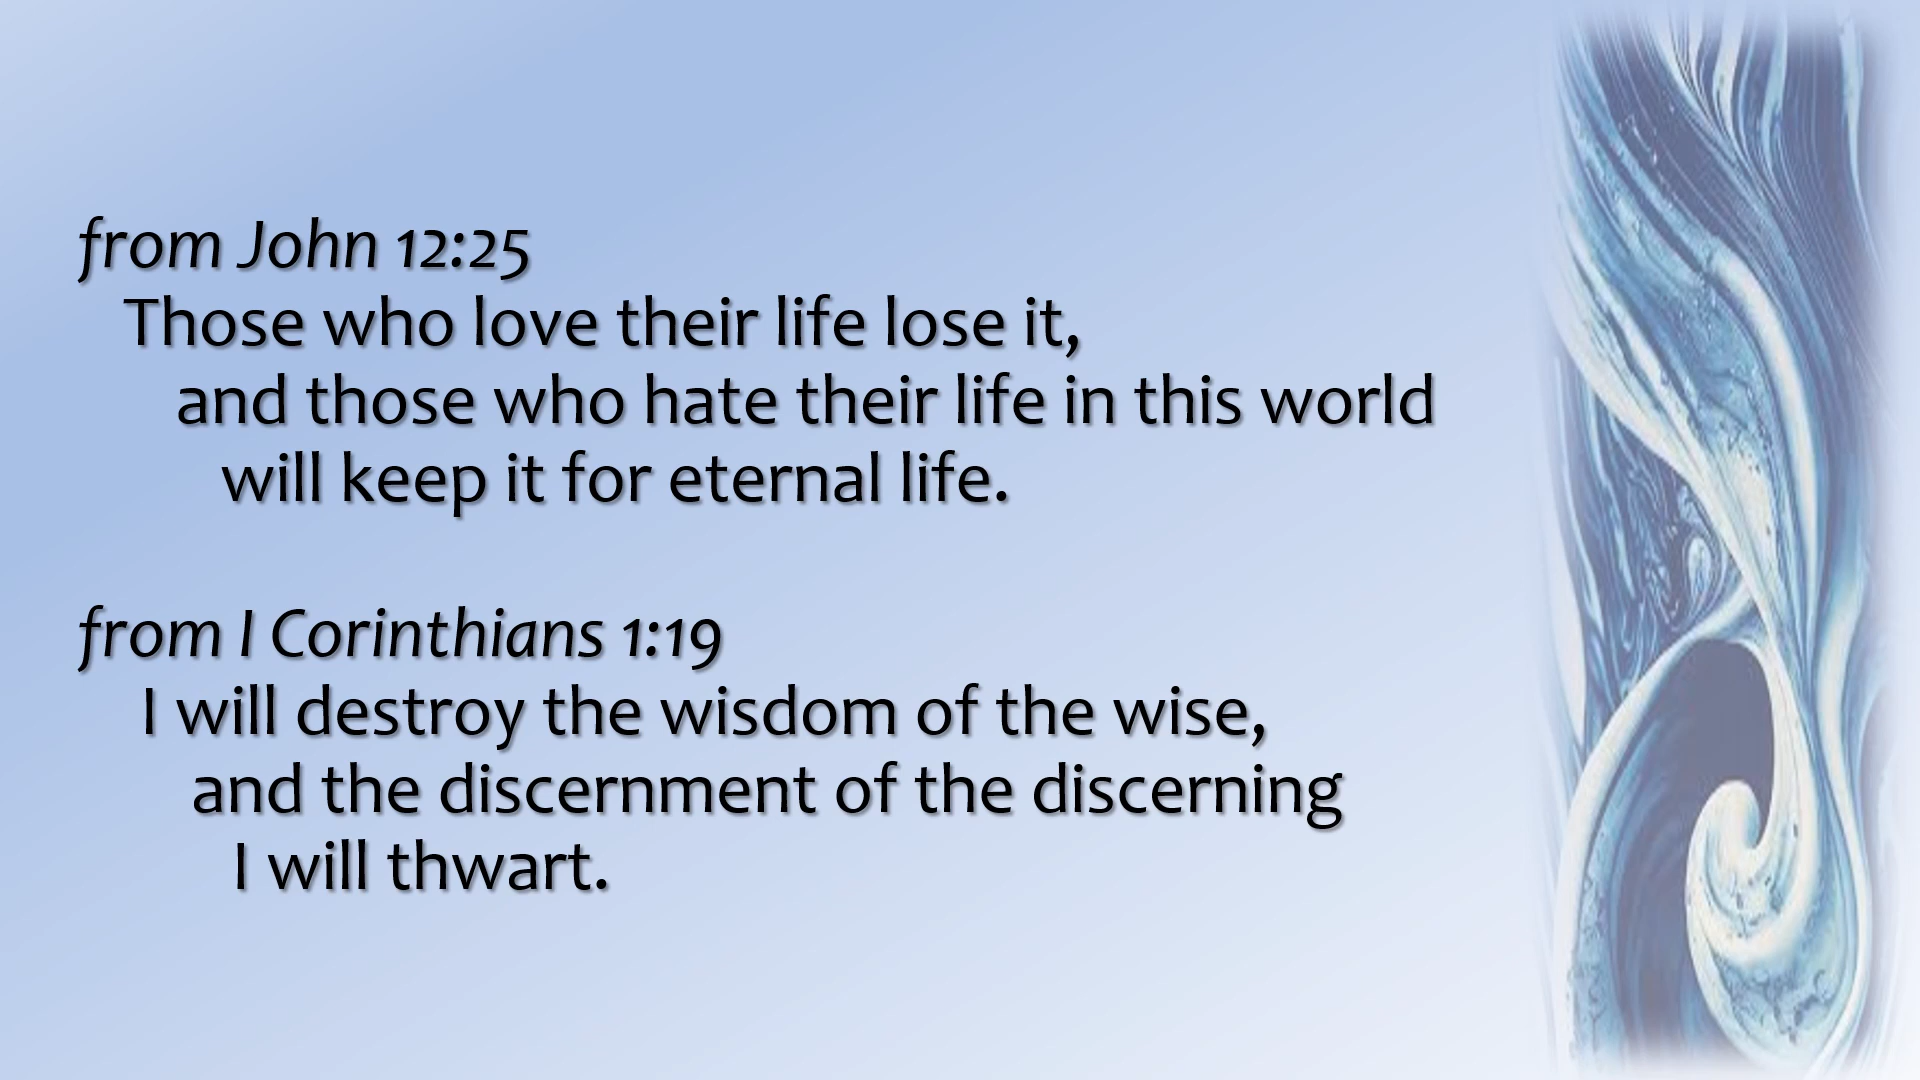 from John 12:25
Those who love their life lose it,
and those who hate their life in this world
will keep it for eternal life.
from I Corinthians 1:19
I will destroy the wisdom of the wise,
and the discernment of the discerning
I will thwart.